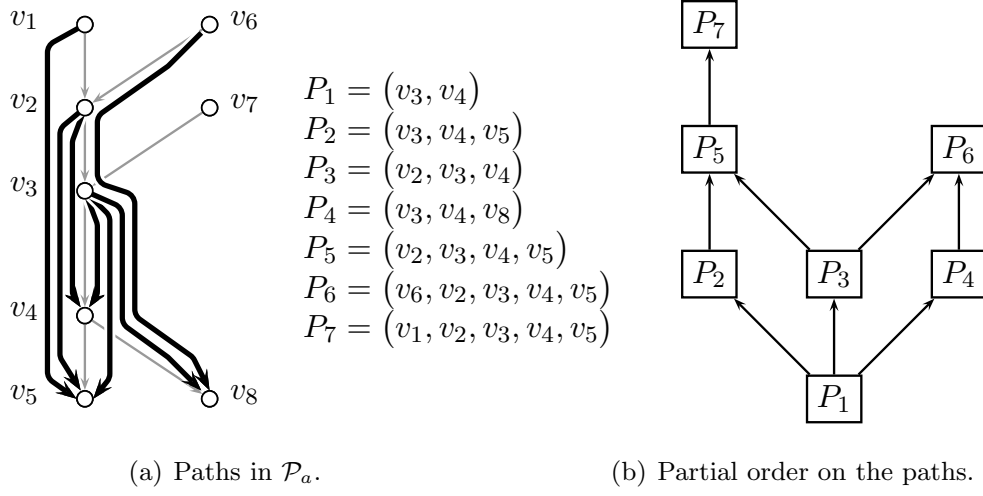 v1
v2
v3
v4
v5
v6
v7
v8
P1 = (v3, v4)
P2 = (v3, v4, v5)
P3 = (v2, v3, v4)
P4 = (v3, v4, v8)
P5 = (v2, v3, v4, v5)
P6 = (v6, v2, v3, v4, v5)
P7 = (v1, v2, v3, v4, v5)
(a) Paths in 𝒫a.
P7
P5 P6
P2 P3 P4
P1
(b) Partial order on the paths.